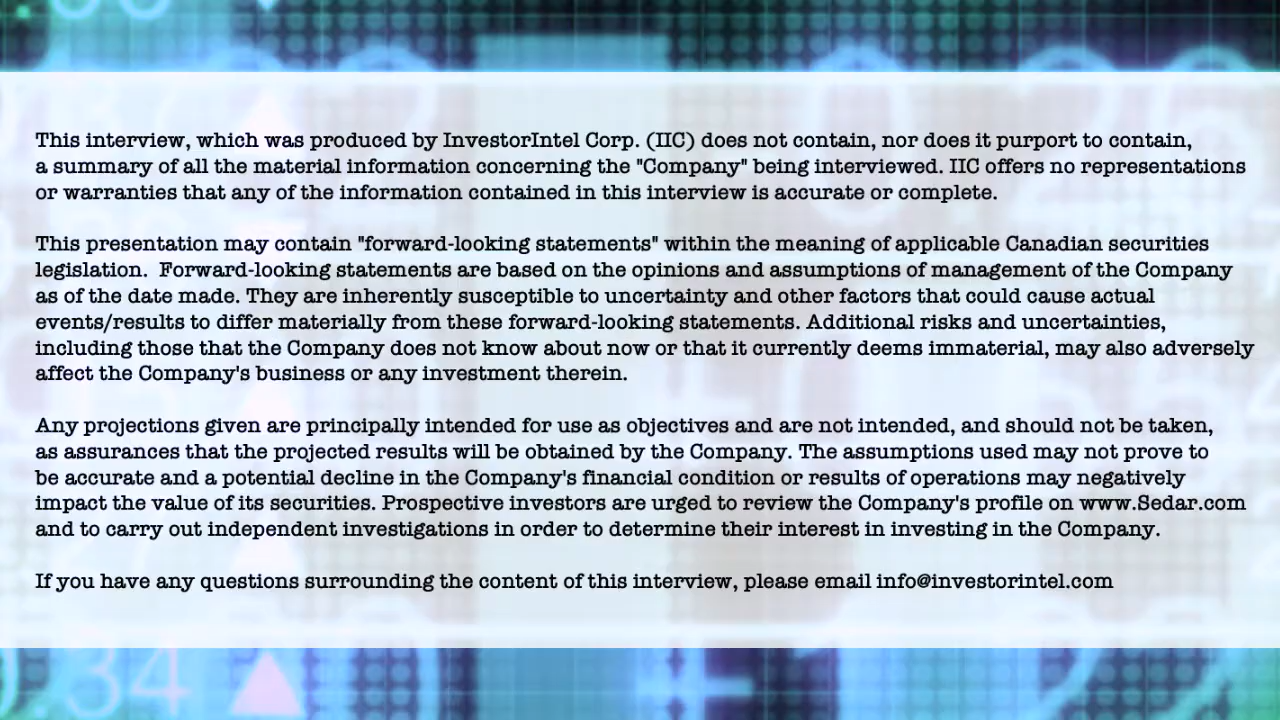 This interview, which was produced by InvestorIntel Corp. (IIC) does not contain, nor does it purport to contain,
a summary of all the material information concerning the "Company" being interviewed. IIC offers no representations
or warranties that any of the information contained in this interview is accurate or complete.
This presentation may contain "forward-looking statements" within the meaning of applicable Canadian securities
legislation.  Forward-looking statements are based on the opinions and assumptions of management of the Company
as of the date made. They are inherently susceptible to uncertainty and other factors that could cause actual
events/results to differ materially from these forward-looking statements. Additional risks and uncertainties,
including those that the Company does not know about now or that it currently deems immaterial, may also adversely
affect the Company's business or any investment therein.
Any projections given are principally intended for use as objectives and are not intended, and should not be taken,
as assurances that the projected results will be obtained by the Company. The assumptions used may not prove to
be accurate and a potential decline in the Company's financial condition or results of operations may negatively
impact the value of its securities. Prospective investors are urged to review the Company's profile on www.Sedar.com
and to carry out independent investigations in order to determine their interest in investing in the Company.
If you have any questions surrounding the content of this interview, please email info@investorintel.com
.34